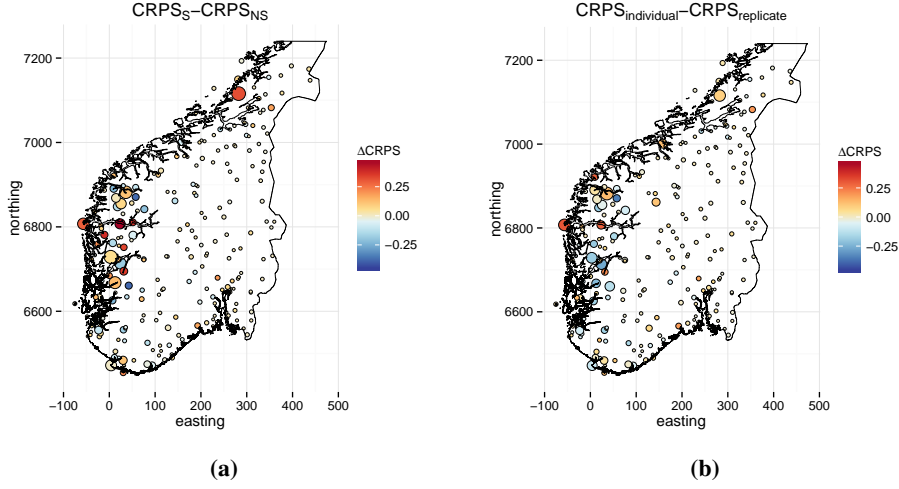 CRPS_S−CRPS_NS
7200
7000
6800
6600
northing
−100 0 100 200 300 400 500
easting
ΔCRPS
0.25
0.00
−0.25
(a)
CRPS_individual−CRPS_replicate
7200
7000
6800
6600
northing
−100 0 100 200 300 400 500
easting
ΔCRPS
0.25
0.00
−0.25
(b)